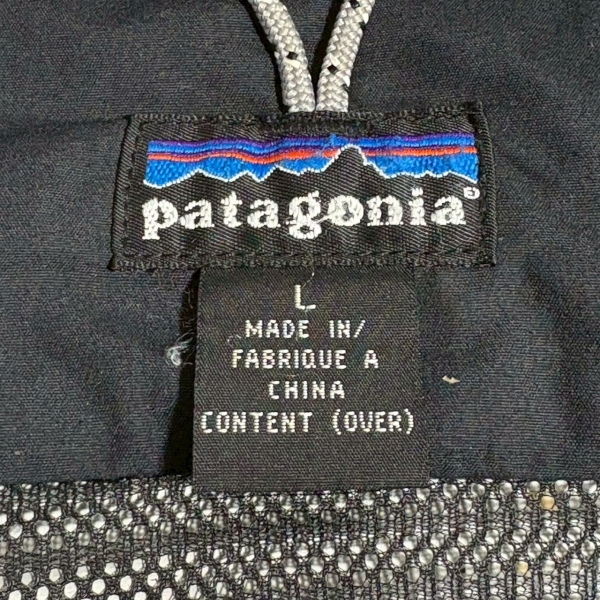 patagonia®
L
MADE IN/
FABRIQUE A
CHINA
CONTENT (OVER)